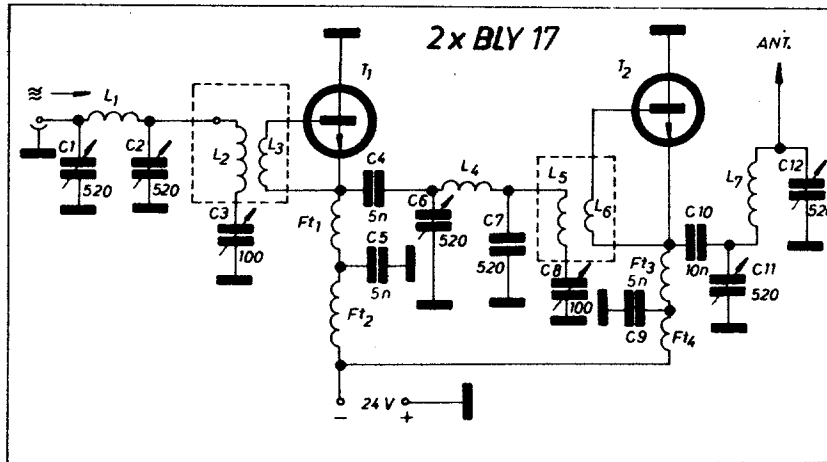 2 x BLY 17
ANT.
T1
T2
≋ →
L1
C1
520
C2
520
L2
L3
C3
100
C4
5n
Ft1
C5
5n
Ft2
C6
520
L4
C7
520
L5
L6
C8
100
Ft3
5n
C9
Ft4
C10
10n
C11
520
L7
C12
520
- 24 V +